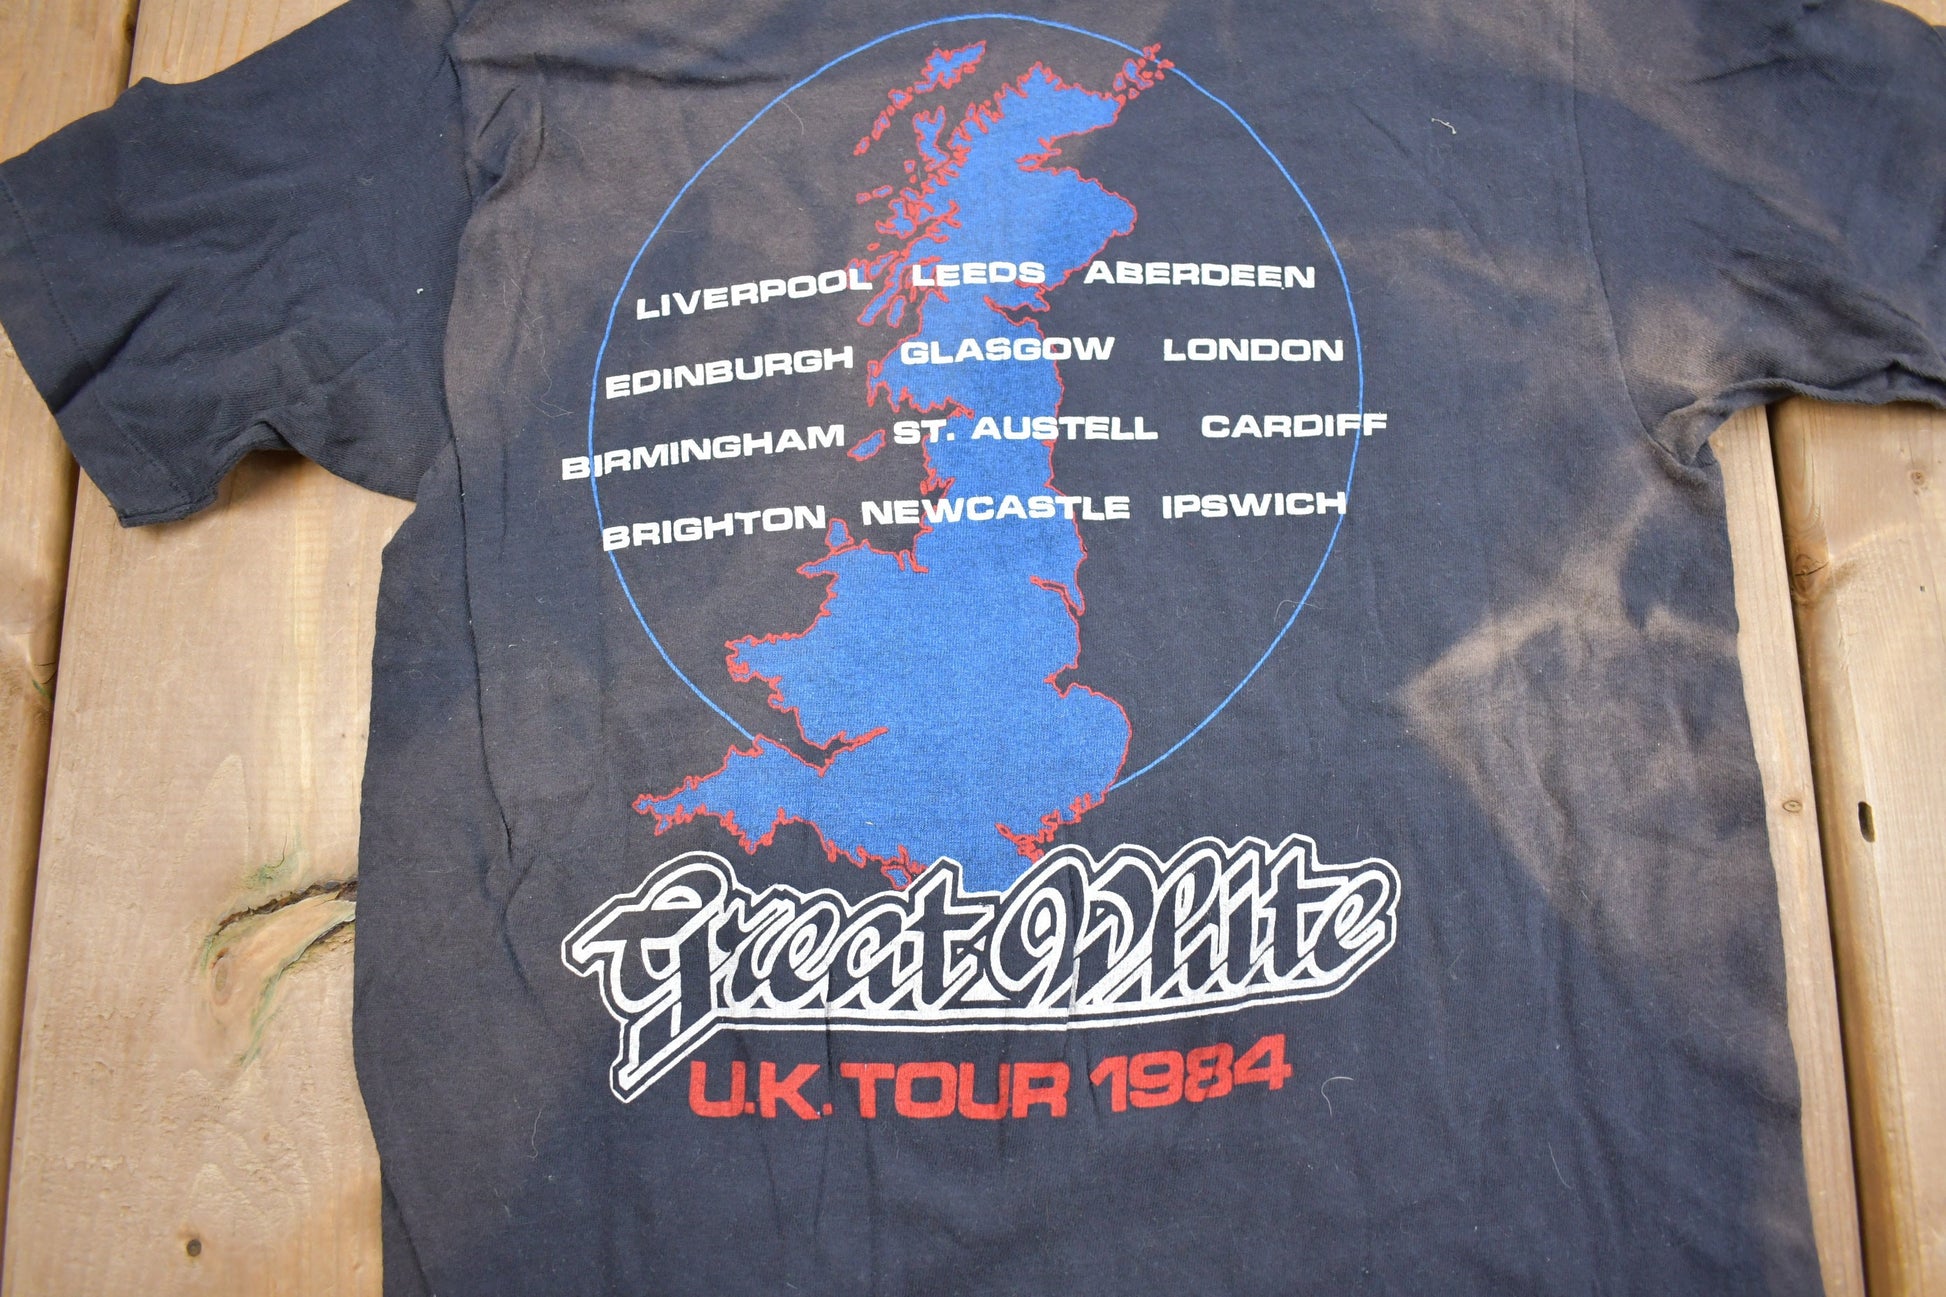 LIVERPOOL LEEDS ABERDEEN
EDINBURGH GLASGOW LONDON
BIRMINGHAM ST. AUSTELL CARDIFF
BRIGHTON NEWCASTLE IPSWICH
Great White
U.K. TOUR 1984